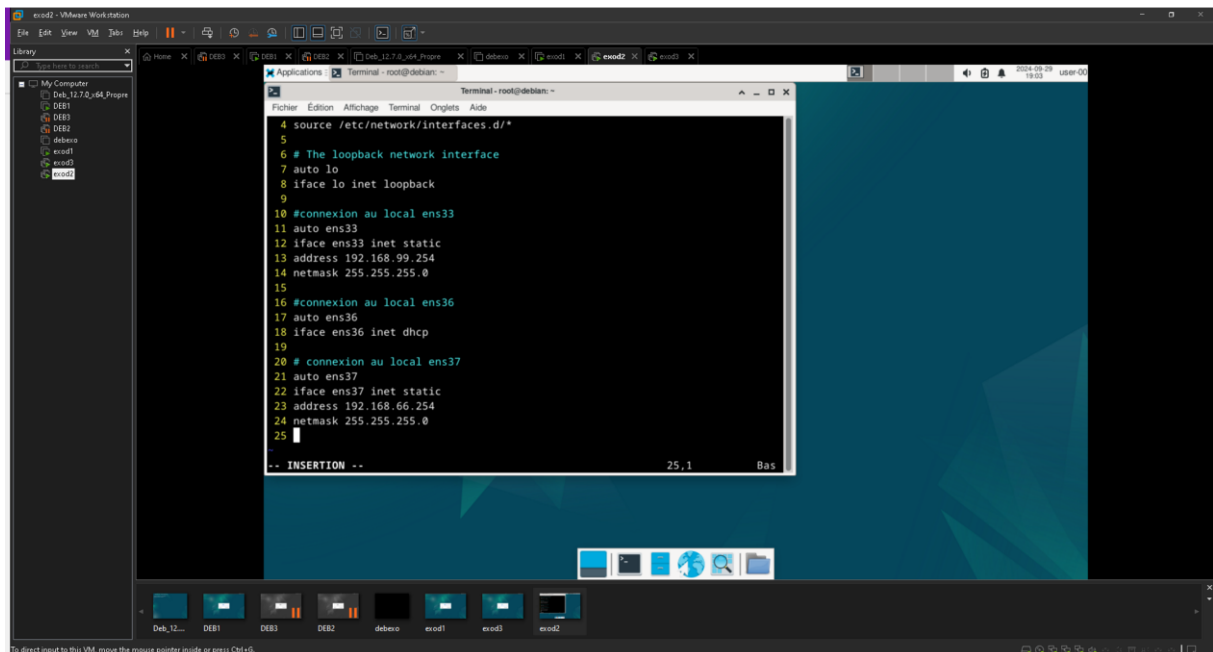 exod2 - VMware Workstation
File Edit View VM Tabs Help
Library
Type here to search
My Computer
Deb_12.7.0_x64_Propre
DEB1
DEB3
DEB2
debexo
exod1
exod3
exod2
Home DEB3 DEB1 DEB2 Deb_12.7.0_x64_Propre debexo exod1 exod2 exod3
Applications Terminal - root@debian: ~
2024-09-29
19:03
user-00
Terminal - root@debian: ~
Fichier Édition Affichage Terminal Onglets Aide
4 source /etc/network/interfaces.d/*
5
6 # The loopback network interface
7 auto lo
8 iface lo inet loopback
9
10 #connexion au local ens33
11 auto ens33
12 iface ens33 inet static
13 address 192.168.99.254
14 netmask 255.255.255.0
15
16 #connexion au local ens36
17 auto ens36
18 iface ens36 inet dhcp
19
20 # connexion au local ens37
21 auto ens37
22 iface ens37 inet static
23 address 192.168.66.254
24 netmask 255.255.255.0
25
-- INSERTION -- 25,1 Bas
Deb_12.... DEB1 DEB3 DEB2 debexo exod1 exod3 exod2
To direct input to this VM, move the mouse pointer inside or press Ctrl+G.